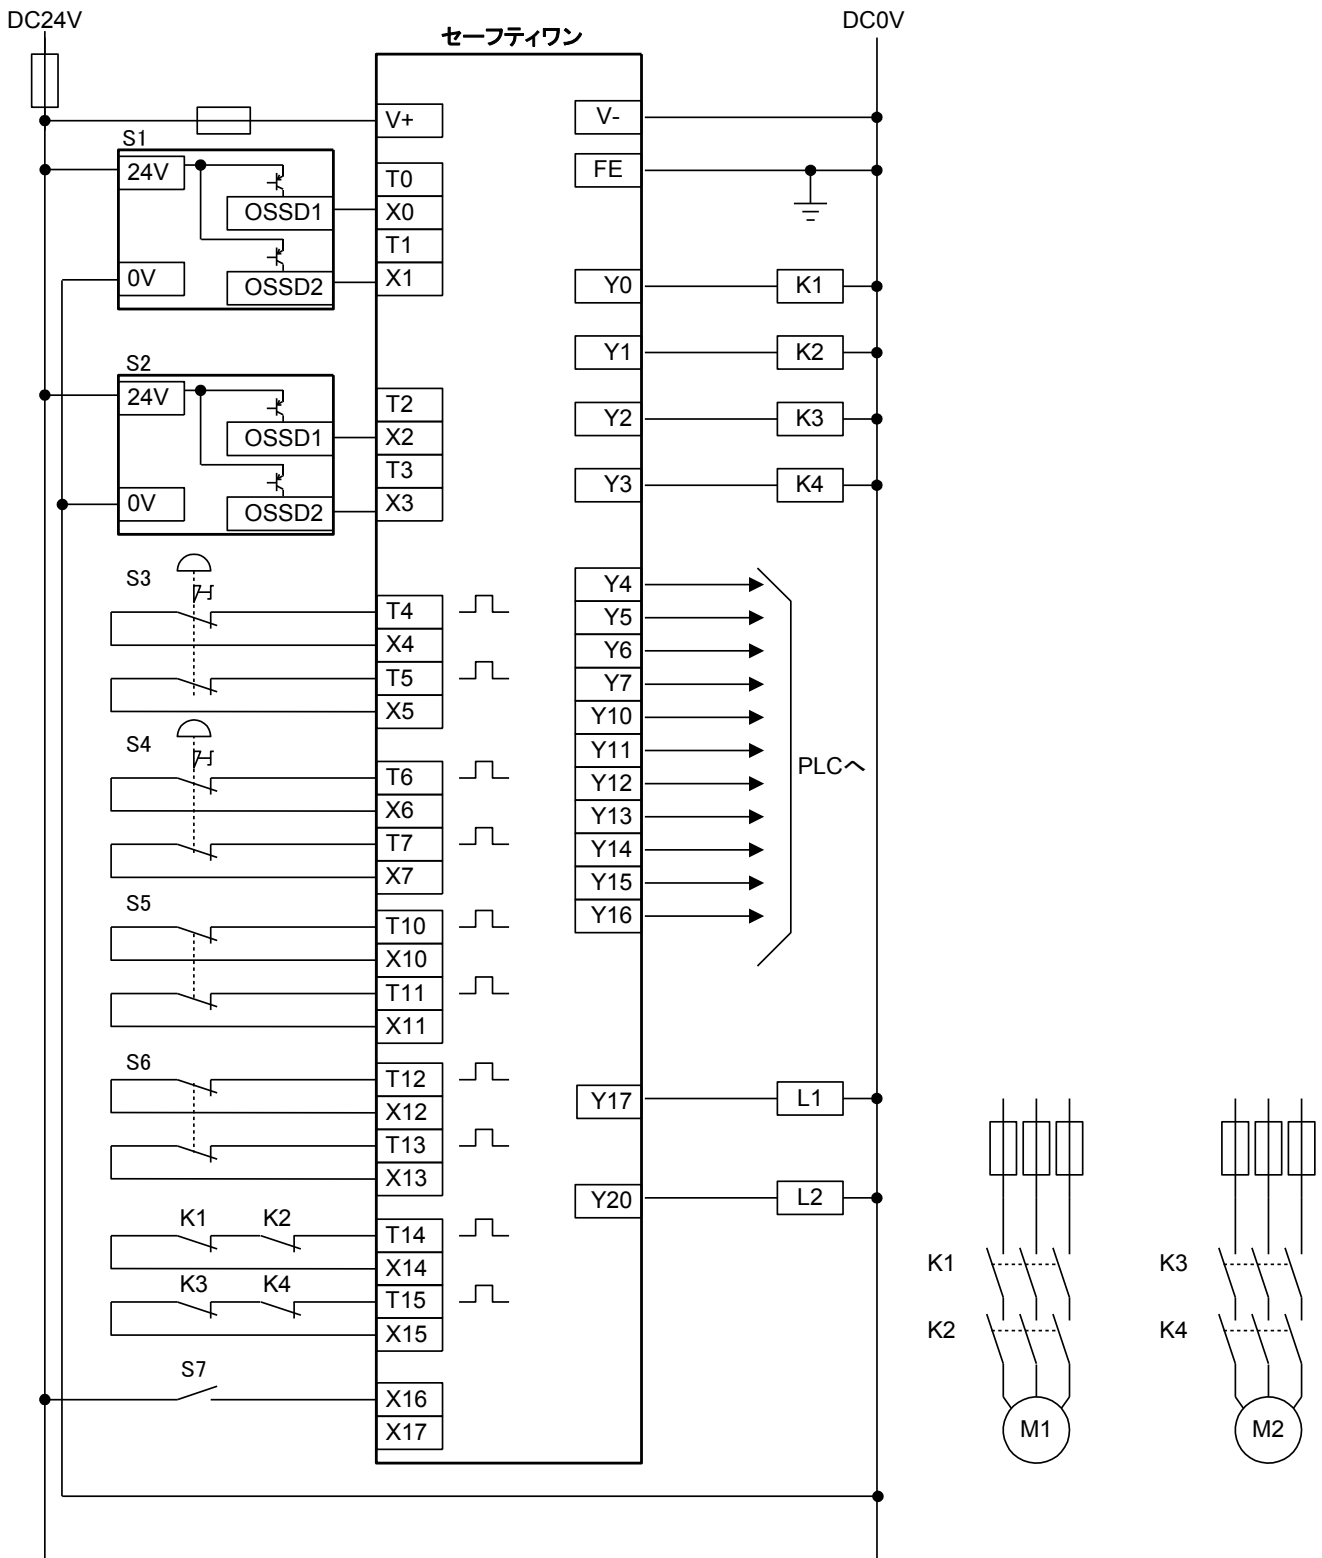 DC24V
セーフティワン
DC0V
V+
V-
S1
24V
T0
FE
OSSD1
X0
T1
0V
OSSD2
X1
Y0
K1
S2
24V
T2
Y1
K2
OSSD1
X2
Y2
K3
T3
0V
OSSD2
X3
Y3
K4
S3
T4
X4
T5
X5
Y4
Y5
Y6
Y7
Y10
Y11
Y12
Y13
Y14
Y15
Y16
PLCへ
S4
T6
X6
T7
X7
S5
T10
X10
T11
X11
S6
T12
X12
T13
X13
Y17
L1
Y20
L2
K1
K2
T14
X14
K3
K4
T15
X15
S7
X16
X17
K1
K2
M1
K3
K4
M2